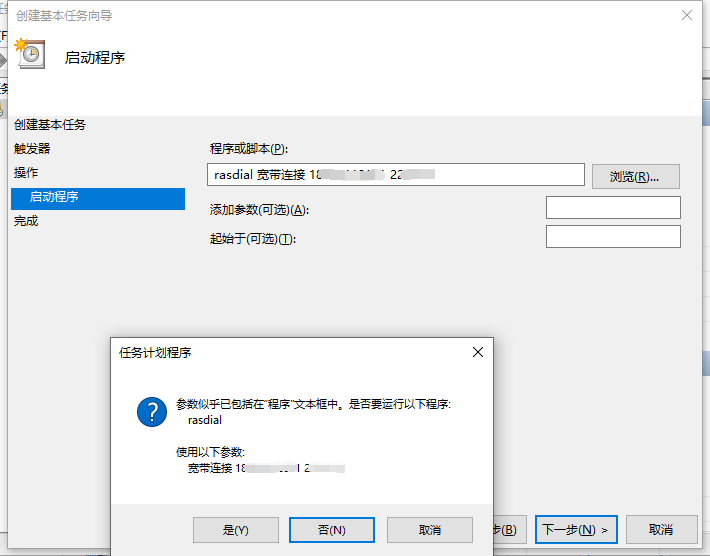 创建基本任务向导
启动程序
创建基本任务
触发器
操作
启动程序
完成
程序或脚本(P):
rasdial 宽带连接 18 22
浏览(R)...
添加参数(可选)(A):
起始于(可选)(T):
任务计划程序
参数似乎已包括在"程序"文本框中。是否要运行以下程序:
rasdial
使用以下参数:
宽带连接 18 2
是(Y)
否(N)
取消
步(B)
下一步(N) >
取消